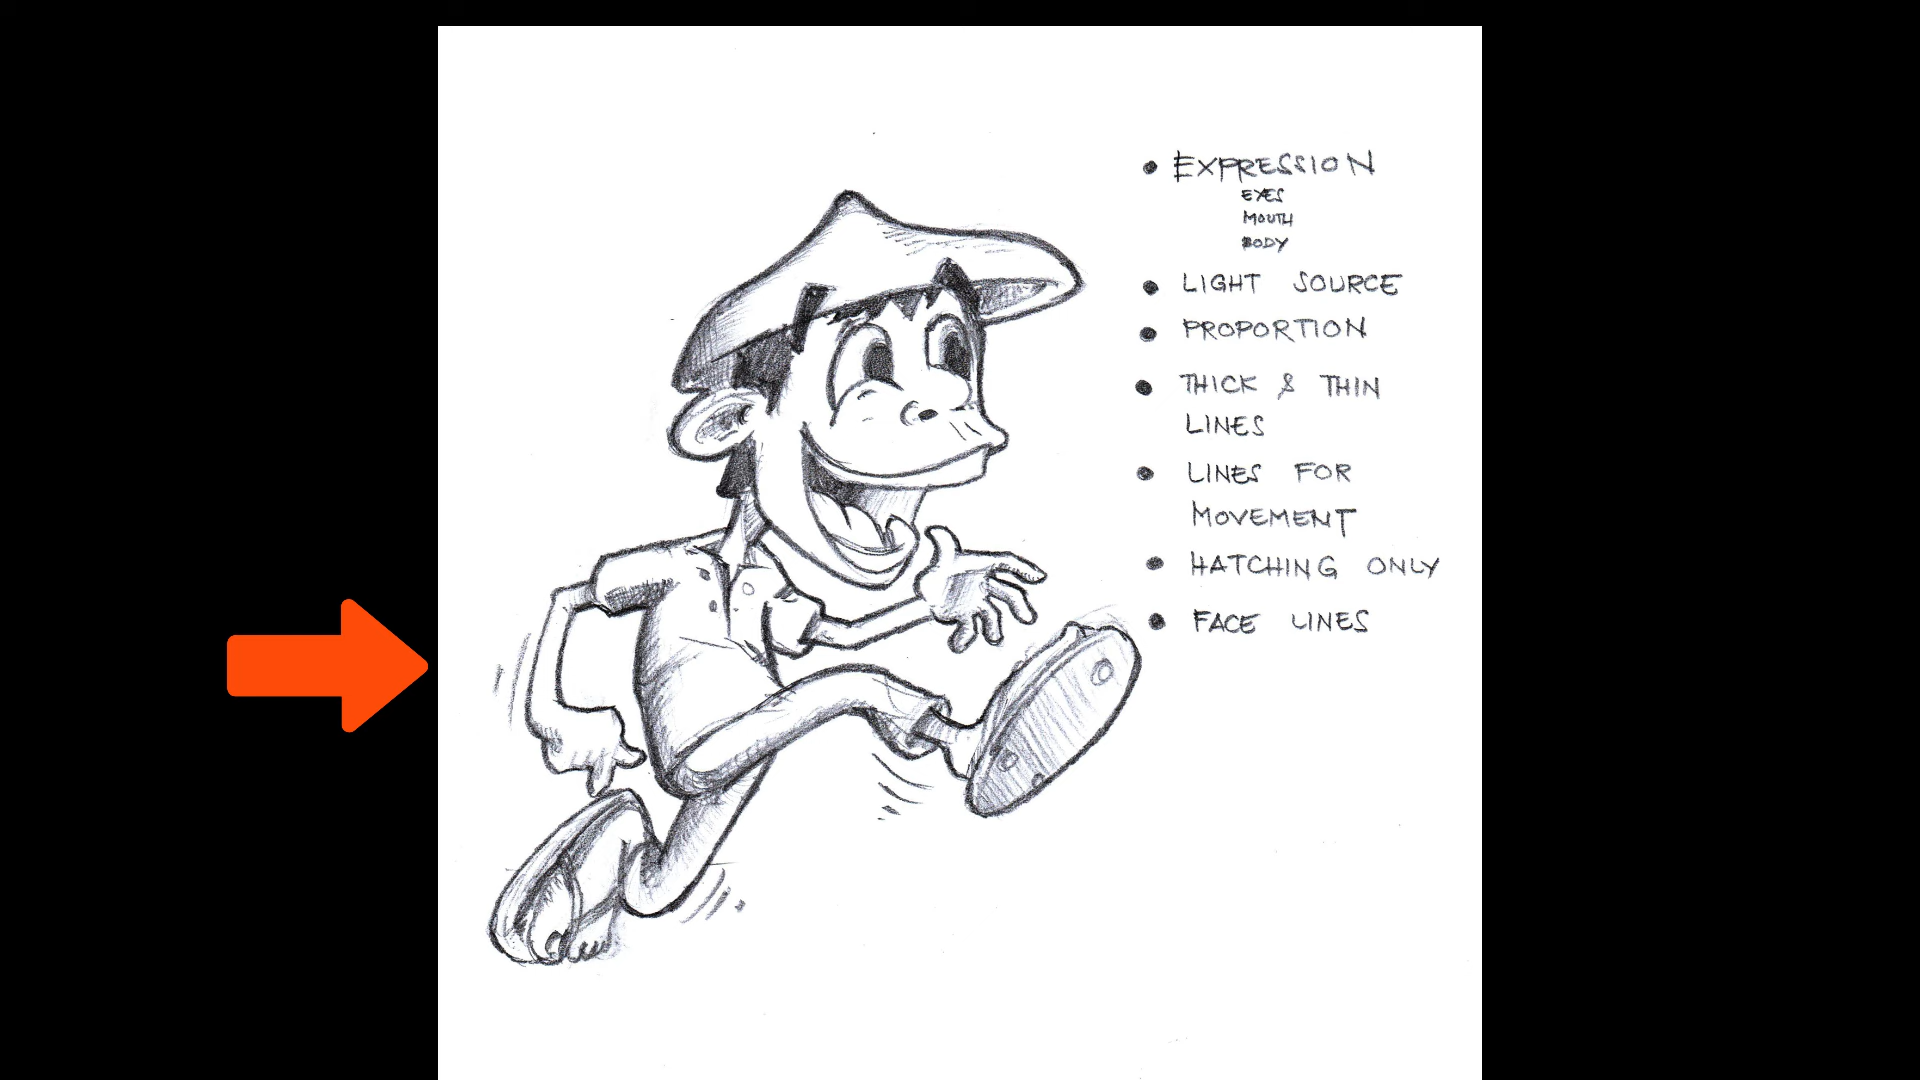 • EXPRESSION
EYES
MOUTH
BODY
• LIGHT SOURCE
• PROPORTION
• THICK & THIN
LINES
• LINES FOR
MOVEMENT
• HATCHING ONLY
• FACE LINES